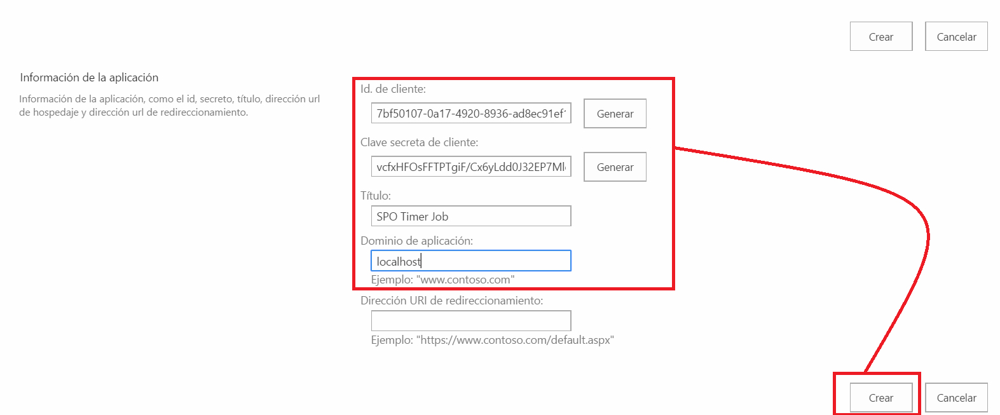 Crear
Cancelar
Información de la aplicación
Información de la aplicación, como el id, secreto, título, dirección url
de hospedaje y dirección url de redireccionamiento.
Id. de cliente:
7bf50107-0a17-4920-8936-ad8ec91ef1
Generar
Clave secreta de cliente:
vcfxHFOsFFTPTgiF/Cx6yLdd0J32EP7Ml
Generar
Título:
SPO Timer Job
Dominio de aplicación:
localhost
Ejemplo: "www.contoso.com"
Dirección URI de redireccionamiento:
Ejemplo: "https://www.contoso.com/default.aspx"
Crear
Cancelar